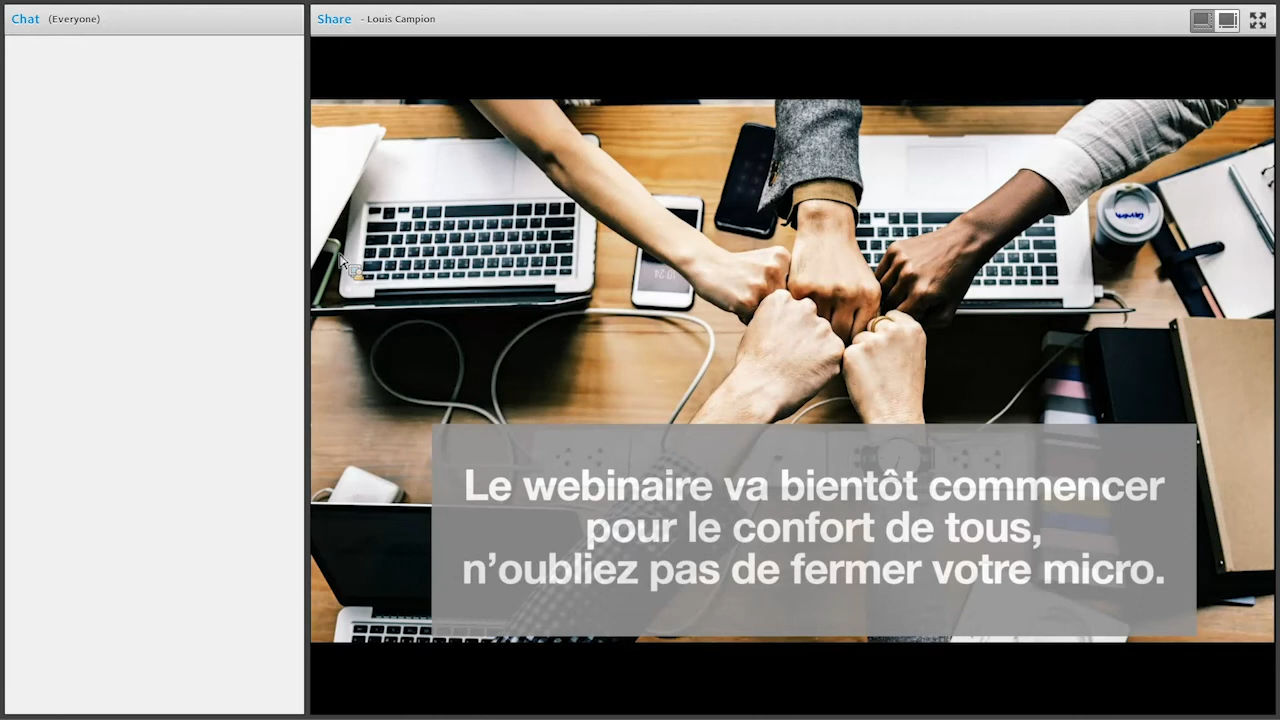 Chat (Everyone)
Share - Louis Campion
Le webinaire va bientôt commencer
pour le confort de tous,
n’oubliez pas de fermer votre micro.